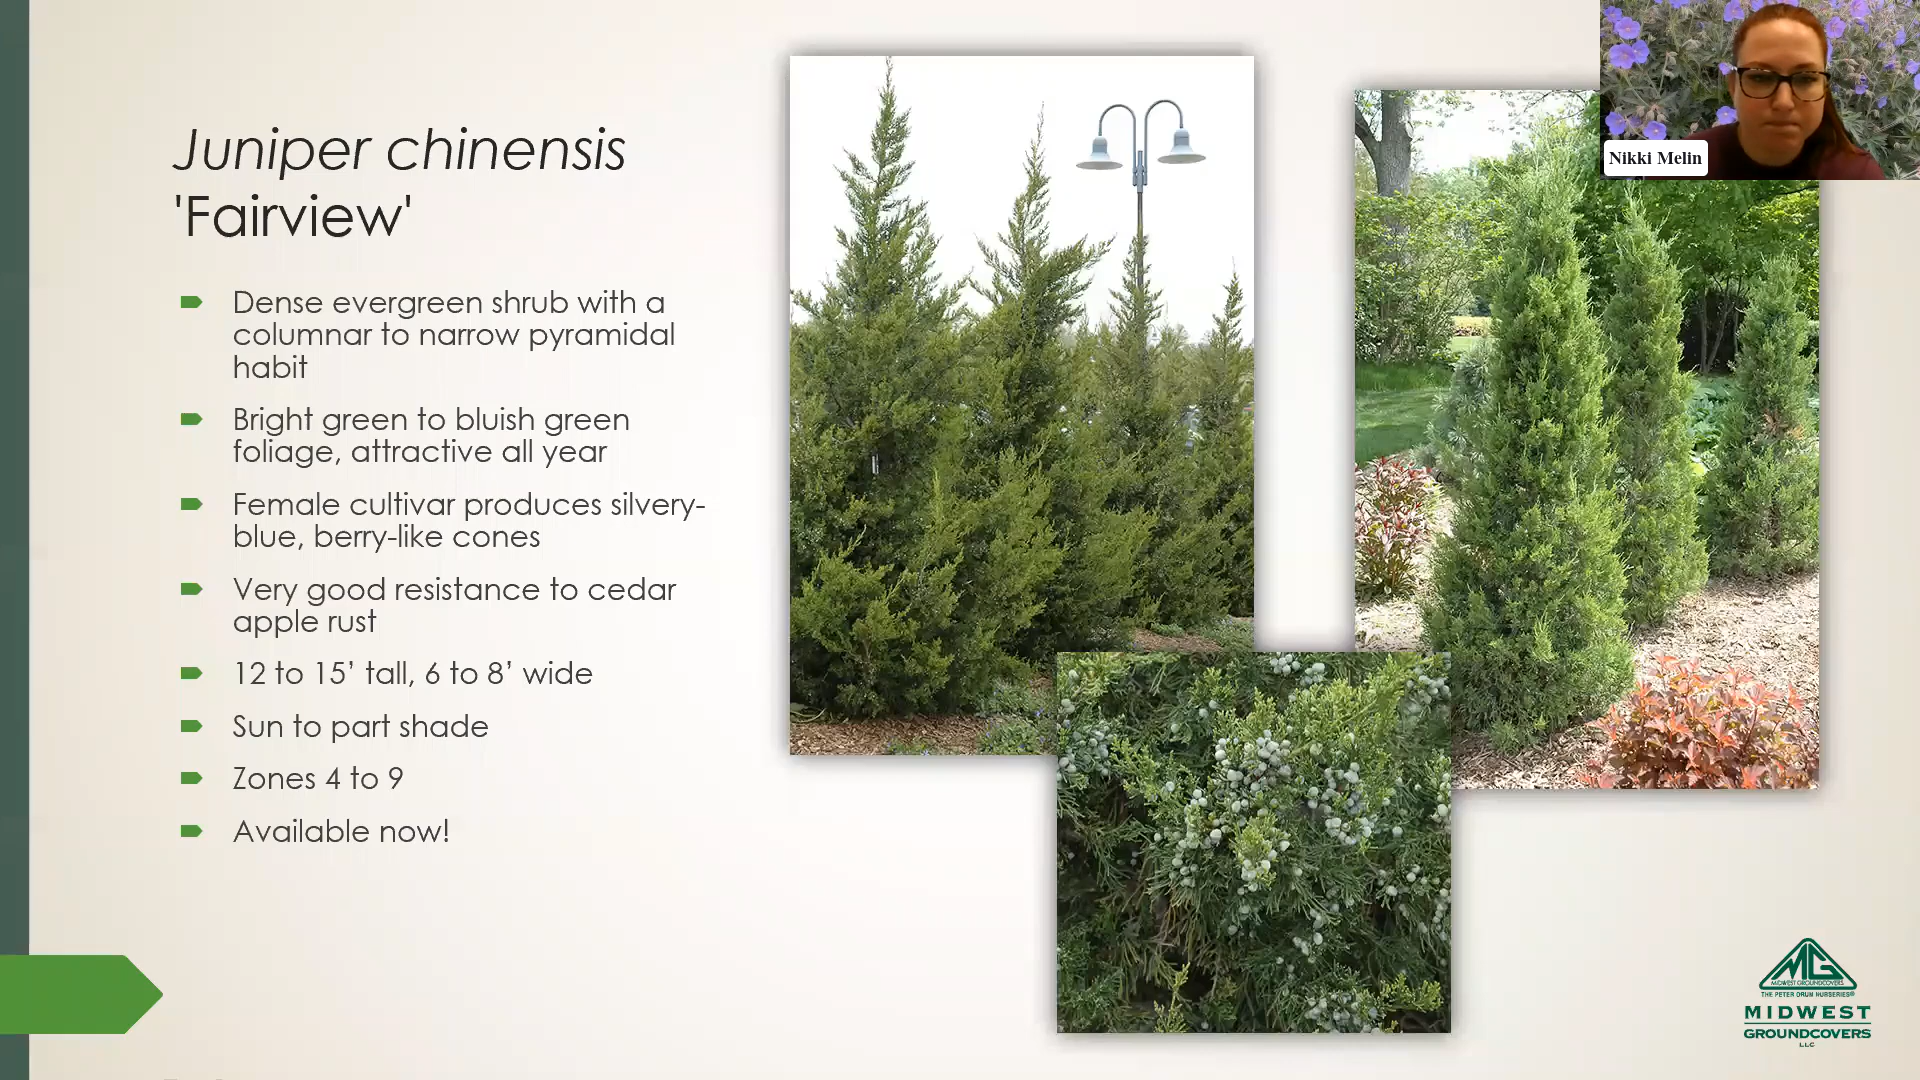 Juniper chinensis
'Fairview'
Dense evergreen shrub with a
columnar to narrow pyramidal
habit
Bright green to bluish green
foliage, attractive all year
Female cultivar produces silvery-
blue, berry-like cones
Very good resistance to cedar
apple rust
12 to 15’ tall, 6 to 8’ wide
Sun to part shade
Zones 4 to 9
Available now!
Nikki Melin
MG
MIDWEST GROUNDCOVERS
THE PETER ORUM NURSERIES®
MIDWEST
GROUNDCOVERS
LLC